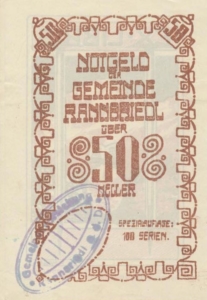 50 50
NOTGELD
DER
GEMEINDE
RANNARIEDL
ÜBER
50
HELLER
SPEZIALAUFLAGE:
100 SERIEN.